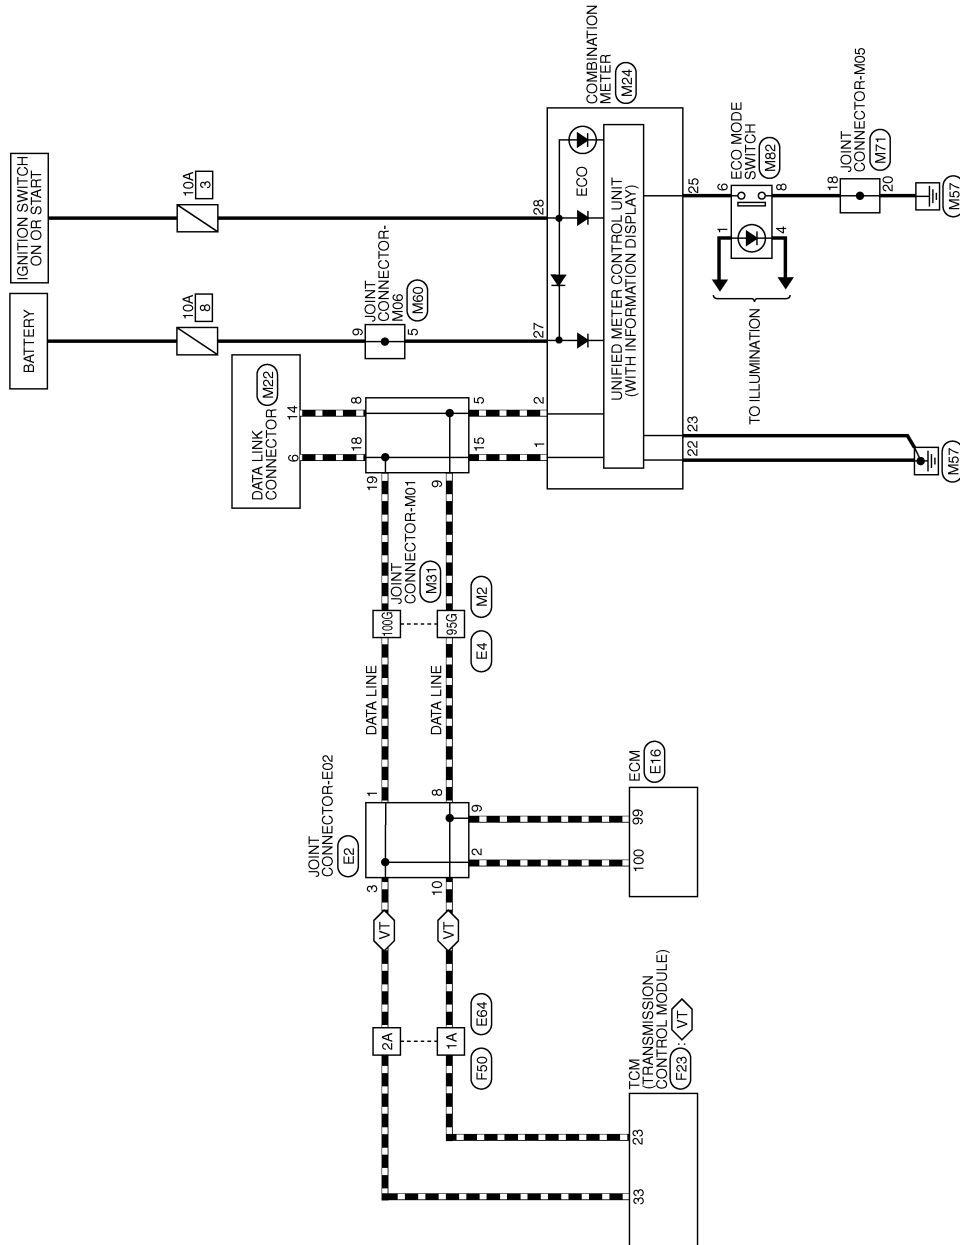 IGNITION SWITCH
ON OR START
BATTERY
10A
3
10A
8
JOINT
CONNECTOR-
M06
M60
9
5
28
27
COMBINATION
METER
M24
ECO
UNIFIED METER CONTROL UNIT
(WITH INFORMATION DISPLAY)
25
23
22
2
1
ECO MODE
SWITCH
M82
6
8
1
4
TO ILLUMINATION
JOINT
CONNECTOR-M05
M71
18
20
M57
M57
DATA LINK
CONNECTOR
M22
14
6
8
18
5
15
19
9
JOINT
CONNECTOR-M01
M31
100G
95G
M2
E4
DATA LINE
DATA LINE
JOINT
CONNECTOR-E02
E2
1
8
9
2
3
10
ECM
E16
99
100
VT
VT
2A
1A
E64
F50
TCM
(TRANSMISSION
CONTROL MODULE)
F23 : VT
23
33